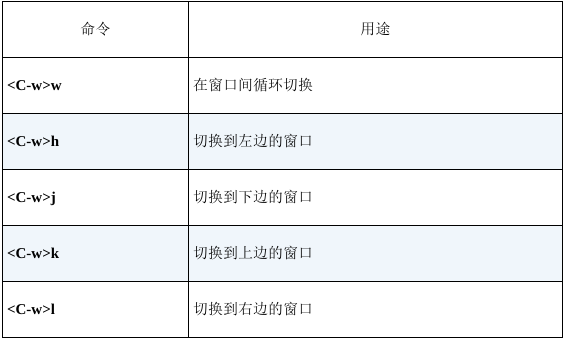 命令 用途
<C-w>w 在窗口间循环切换
<C-w>h 切换到左边的窗口
<C-w>j 切换到下边的窗口
<C-w>k 切换到上边的窗口
<C-w>l 切换到右边的窗口